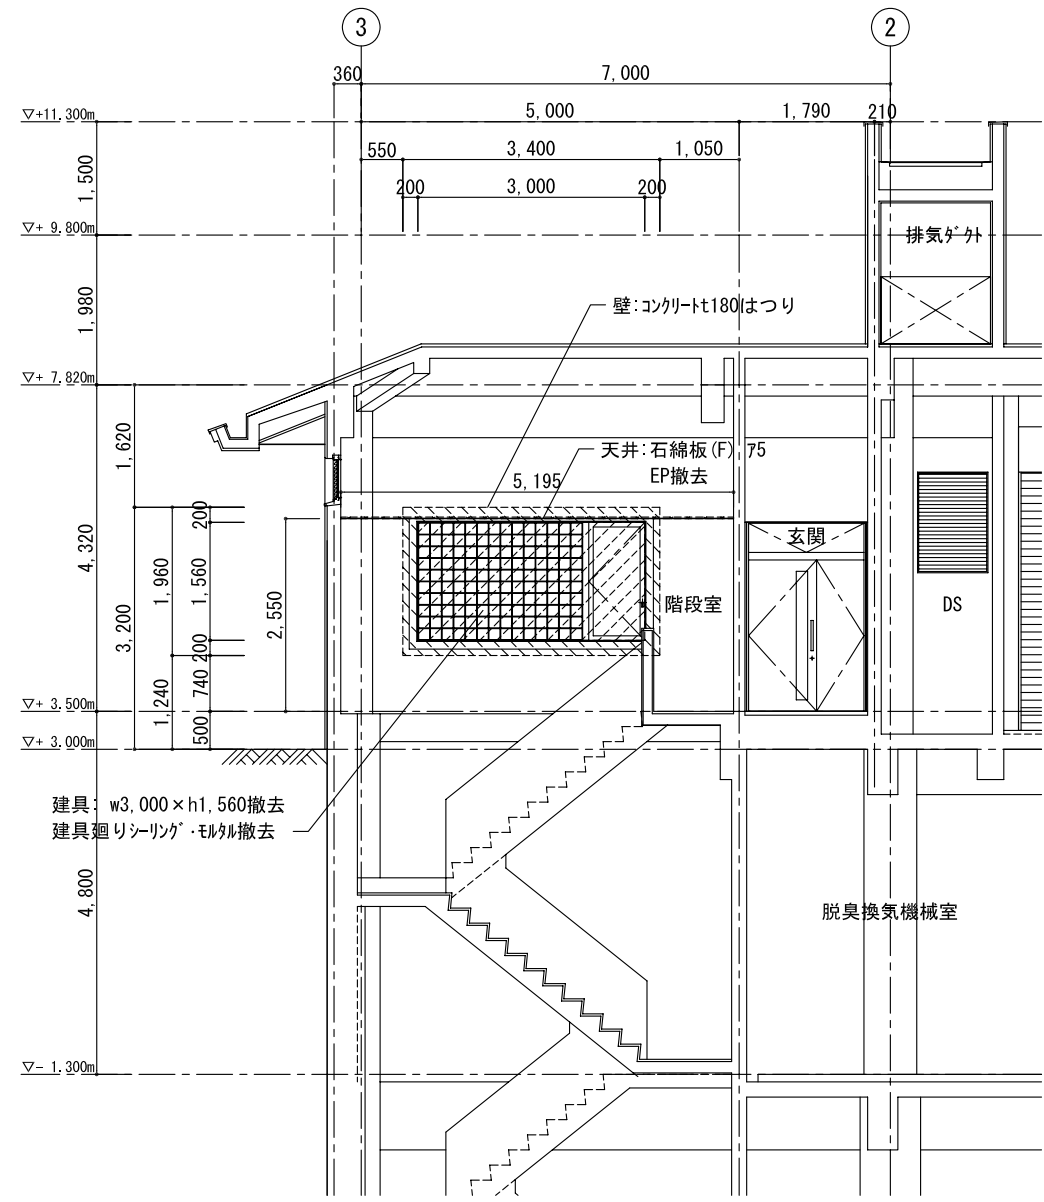 3
2
360
7,000
▽+11.300m
5,000
1,790
210
550
3,400
1,050
200
3,000
200
1,500
▽+ 9.800m
排気ダクト
1,980
壁:コンクリートt180はつり
▽+ 7.820m
1,620
天井:石綿板(F) ｱ5
EP撤去
5,195
200
玄関
4,320
1,960
1,560
2,550
階段室
DS
3,200
200
740
1,240
500
▽+ 3.500m
▽+ 3.000m
建具: w3,000×h1,560撤去
建具廻りシーリング・モルタル撤去
4,800
脱臭換気機械室
▽- 1.300m